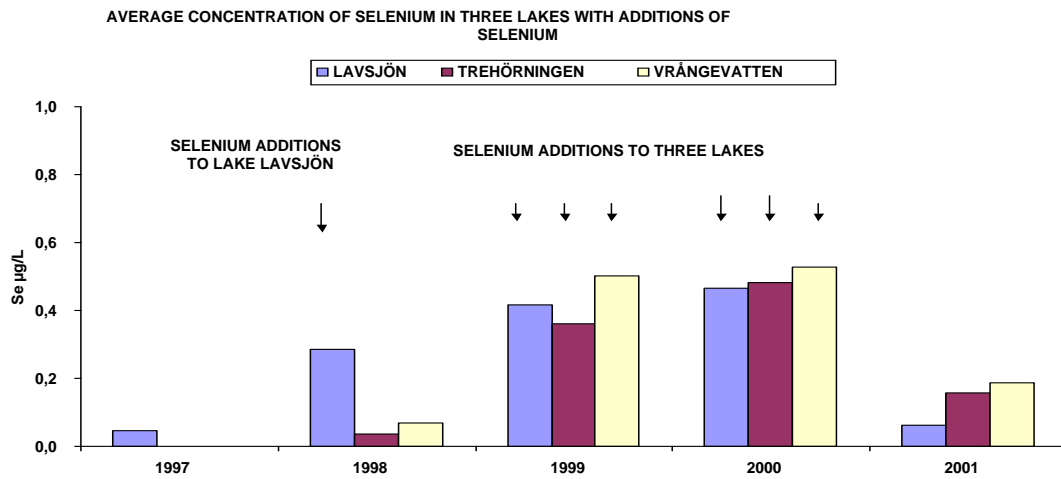 AVERAGE CONCENTRATION OF SELENIUM IN THREE LAKES WITH ADDITIONS OF
SELENIUM
LAVSJÖN TREHÖRNINGEN VRÅNGEVATTEN
SELENIUM ADDITIONS
TO LAKE LAVSJÖN
SELENIUM ADDITIONS TO THREE LAKES
Se µg/L
1,0
0,8
0,6
0,4
0,2
0,0
1997 1998 1999 2000 2001